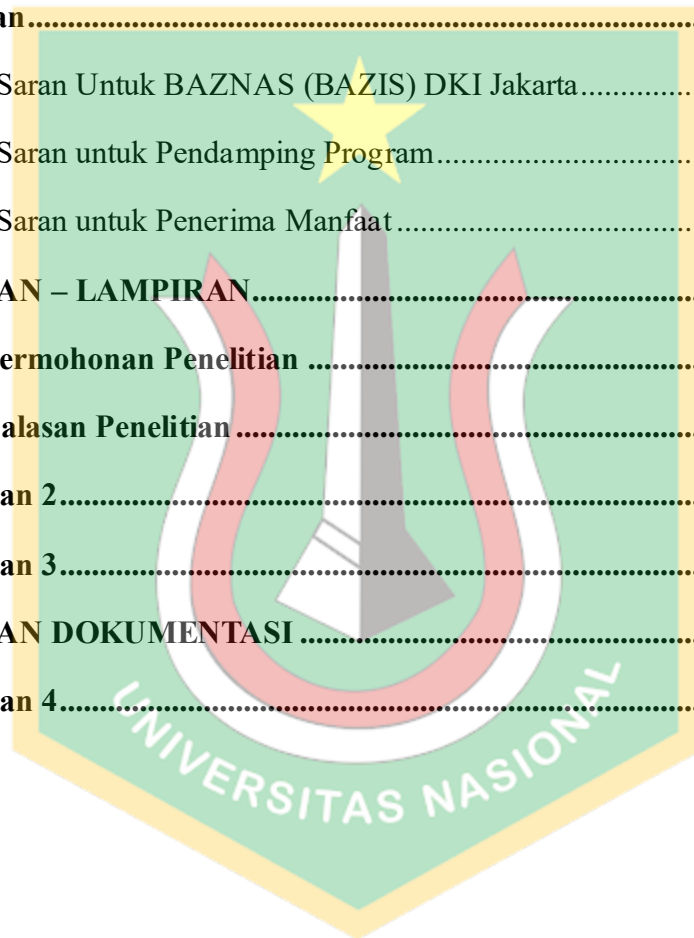 an........................................................................
Saran Untuk BAZNAS (BAZIS) DKI Jakarta...............
Saran untuk Pendamping Program.................................
Saran untuk Penerima Manfaat.....................................
AN – LAMPIRAN.......................................................
ermohonan Penelitian ................................................
alasan Penelitian.........................................................
an 2..............................................................................
an 3..............................................................................
AN DOKUMENTASI .................................................
an 4..............................................................................
UNIVERSITAS NASIONAL